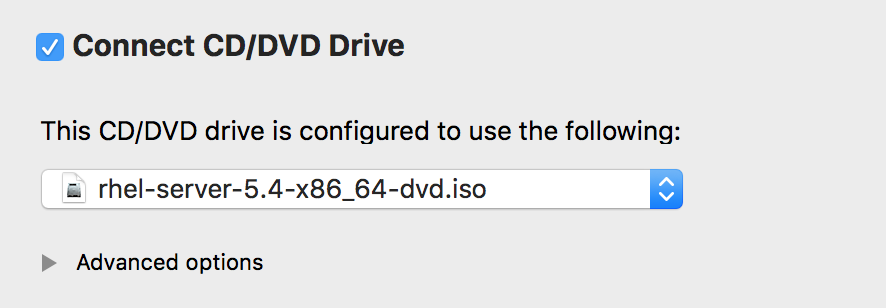 Connect CD/DVD Drive
This CD/DVD drive is configured to use the following:
rhel-server-5.4-x86_64-dvd.iso
Advanced options